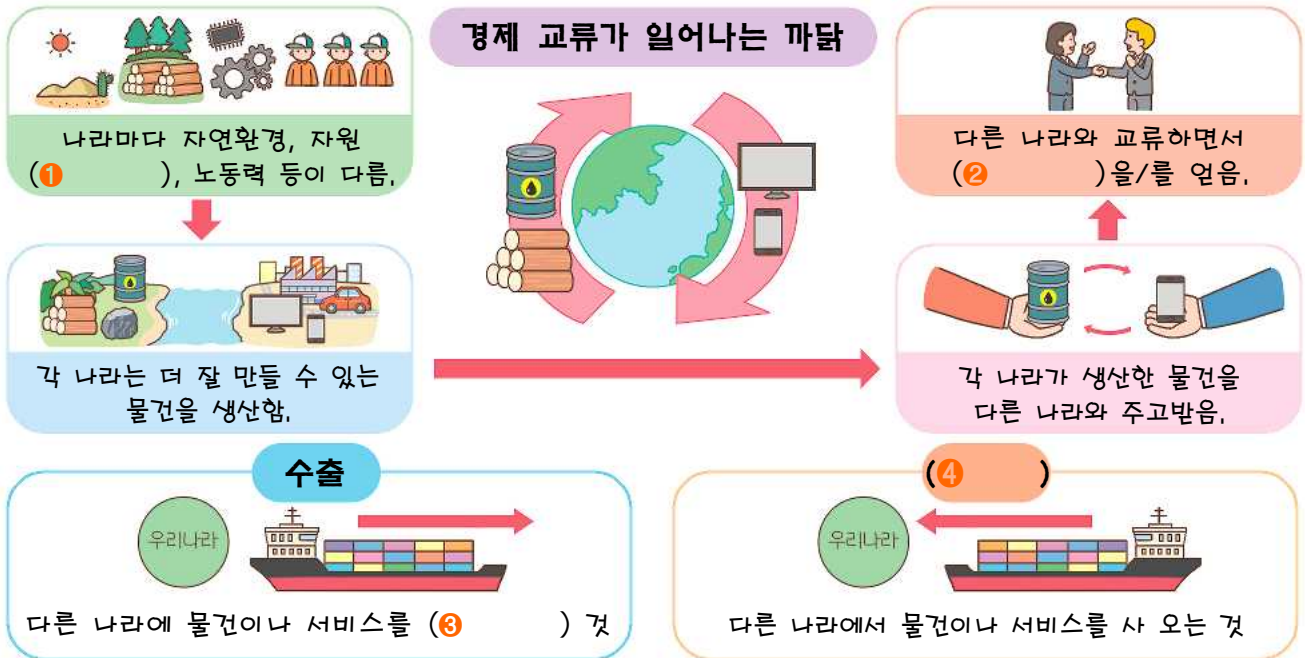 경제 교류가 일어나는 까닭
나라마다 자연환경, 자원
(❶ ), 노동력 등이 다름.
다른 나라와 교류하면서
(❷ )을/를 얻음.
각 나라는 더 잘 만들 수 있는
물건을 생산함.
각 나라가 생산한 물건을
다른 나라와 주고받음.
수출
우리나라
다른 나라에 물건이나 서비스를 (❸ ) 것
(❹ )
우리나라
다른 나라에서 물건이나 서비스를 사 오는 것